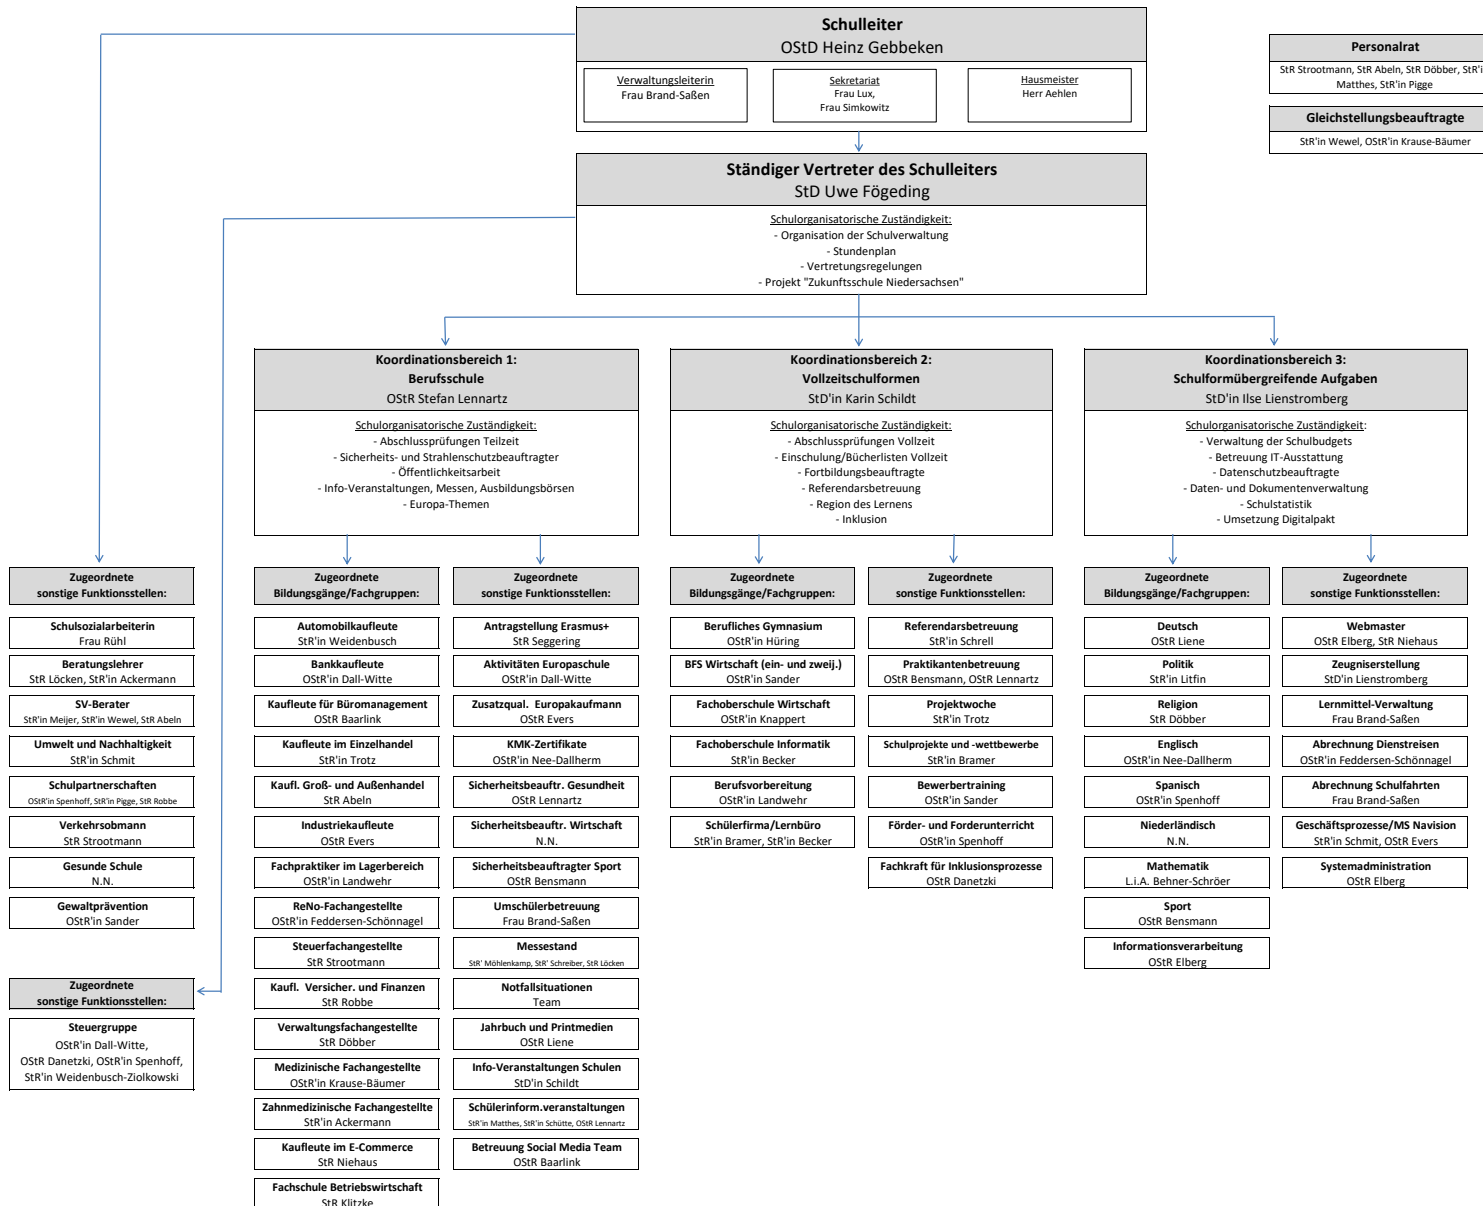 Schulleiter
OStD Heinz Gebbeken
Verwaltungsleiterin
Frau Brand-Saßen
Sekretariat
Frau Lux,
Frau Simkowitz
Hausmeister
Herr Aehlen
Personalrat
StR Strootmann, StR Abeln, StR Döbber, StR'i
Matthes, StR'in Pigge
Gleichstellungsbeauftragte
StR'in Wewel, OStR'in Krause-Bäumer
Ständiger Vertreter des Schulleiters
StD Uwe Fögeding
Schulorganisatorische Zuständigkeit:
- Organisation der Schulverwaltung
- Stundenplan
- Vertretungsregelungen
- Projekt "Zukunftsschule Niedersachsen"
Koordinationsbereich 1:
Berufsschule
OStR Stefan Lennartz
Schulorganisatorische Zuständigkeit:
- Abschlussprüfungen Teilzeit
- Sicherheits- und Strahlenschutzbeauftragter
- Öffentlichkeitsarbeit
- Info-Veranstaltungen, Messen, Ausbildungsbörsen
- Europa-Themen
Koordinationsbereich 2:
Vollzeitschulformen
StD'in Karin Schildt
Schulorganisatorische Zuständigkeit:
- Abschlussprüfungen Vollzeit
- Einschulung/Bücherlisten Vollzeit
- Fortbildungsbeauftragte
- Referendarsbetreuung
- Region des Lernens
- Inklusion
Koordinationsbereich 3:
Schulformübergreifende Aufgaben
StD'in Ilse Lienstromberg
Schulorganisatorische Zuständigkeit:
- Verwaltung der Schulbudgets
- Betreuung IT-Ausstattung
- Datenschutzbeauftragte
- Daten- und Dokumentenverwaltung
- Schulstatistik
- Umsetzung Digitalpakt
Zugeordnete
sonstige Funktionsstellen:
Schulsozialarbeiterin
Frau Rühl
Beratungslehrer
StR Löcken, StR'in Ackermann
SV-Berater
StR'in Meijer, StR'in Wewel, StR Abeln
Umwelt und Nachhaltigkeit
StR'in Schmit
Schulpartnerschaften
OStR'in Spenhoff, StR'in Pigge, StR Robbe
Verkehrsobmann
StR Strootmann
Gesunde Schule
N.N.
Gewaltprävention
OStR'in Sander
Zugeordnete
sonstige Funktionsstellen:
Steuergruppe
OStR'in Dall-Witte,
OStR Danetzki, OStR'in Spenhoff,
StR'in Weidenbusch-Ziolkowski
Zugeordnete
Bildungsgänge/Fachgruppen:
Automobilkaufleute
StR'in Weidenbusch
Bankkaufleute
OStR'in Dall-Witte
Kaufleute für Büromanagement
OStR Baarlink
Kaufleute im Einzelhandel
StR'in Trotz
Kaufl. Groß- und Außenhandel
StR Abeln
Industriekaufleute
OStR Evers
Fachpraktiker im Lagerbereich
OStR'in Landwehr
ReNo-Fachangestellte
OStR'in Feddersen-Schönnagel
Steuerfachangestellte
StR Strootmann
Kaufl. Versicher. und Finanzen
StR Robbe
Verwaltungsfachangestellte
StR Döbber
Medizinische Fachangestellte
OStR'in Krause-Bäumer
Zahnmedizinische Fachangestellte
StR'in Ackermann
Kaufleute im E-Commerce
StR Niehaus
Fachschule Betriebswirtschaft
StR Klitzke
Zugeordnete
sonstige Funktionsstellen:
Antragstellung Erasmus+
StR Seggering
Aktivitäten Europaschule
OStR'in Dall-Witte
Zusatzqual. Europakaufmann
OStR Evers
KMK-Zertifikate
OStR'in Nee-Dallherm
Sicherheitsbeauftr. Gesundheit
OStR Lennartz
Sicherheitsbeauftr. Wirtschaft
N.N.
Sicherheitsbeauftragter Sport
OStR Bensmann
Umschülerbetreuung
Frau Brand-Saßen
Messestand
StR' Möhlenkamp, StR' Schreiber, StR Löcken
Notfallsituationen
Team
Jahrbuch und Printmedien
OStR Liene
Info-Veranstaltungen Schulen
StD'in Schildt
Schülerinform.veranstaltungen
StR'in Matthes, StR'in Schütte, OStR Lennartz
Betreuung Social Media Team
OStR Baarlink
Zugeordnete
Bildungsgänge/Fachgruppen:
Berufliches Gymnasium
OStR'in Hüring
BFS Wirtschaft (ein- und zweij.)
OStR'in Sander
Fachoberschule Wirtschaft
OStR'in Knappert
Fachoberschule Informatik
StR'in Becker
Berufsvorbereitung
OStR'in Landwehr
Schülerfirma/Lernbüro
StR'in Bramer, StR'in Becker
Zugeordnete
sonstige Funktionsstellen:
Referendarsbetreuung
StR'in Schrell
Praktikantenbetreuung
OStR Bensmann, OStR Lennartz
Projektwoche
StR'in Trotz
Schulprojekte und -wettbewerbe
StR'in Bramer
Bewerbertraining
OStR'in Sander
Förder- und Forderunterricht
OStR'in Spenhoff
Fachkraft für Inklusionsprozesse
OStR Danetzki
Zugeordnete
Bildungsgänge/Fachgruppen:
Deutsch
OStR Liene
Politik
StR'in Litfin
Religion
StR Döbber
Englisch
OStR'in Nee-Dallherm
Spanisch
OStR'in Spenhoff
Niederländisch
N.N.
Mathematik
L.i.A. Behner-Schröer
Sport
OStR Bensmann
Informationsverarbeitung
OStR Elberg
Zugeordnete
sonstige Funktionsstellen:
Webmaster
OStR Elberg, StR Niehaus
Zeugniserstellung
StD'in Lienstromberg
Lernmittel-Verwaltung
Frau Brand-Saßen
Abrechnung Dienstreisen
OStR'in Feddersen-Schönnagel
Abrechnung Schulfahrten
Frau Brand-Saßen
Geschäftsprozesse/MS Navision
StR'in Schmit, OStR Evers
Systemadministration
OStR Elberg